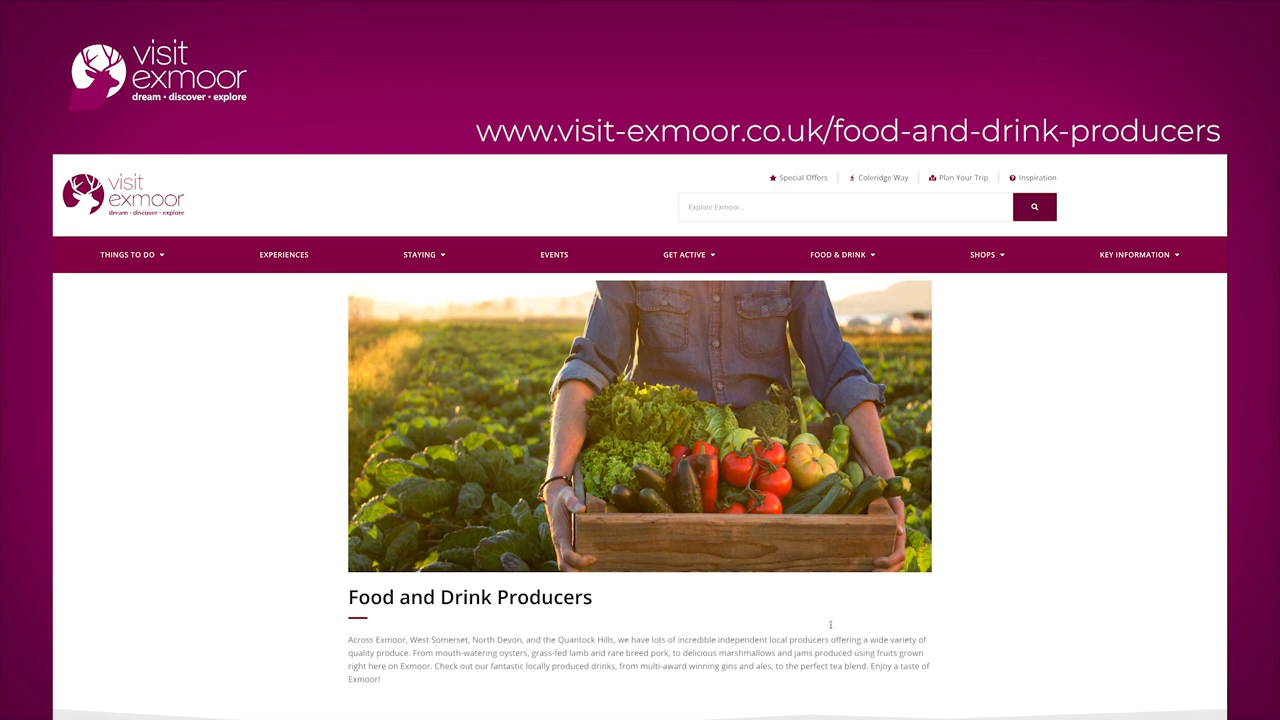 visit
exmoor
dream • discover • explore
www.visit-exmoor.co.uk/food-and-drink-producers
visit
exmoor
dream • discover • explore
Special Offers
Coleridge Way
Plan Your Trip
Inspiration
Explore Exmoor...
THINGS TO DO
EXPERIENCES
STAYING
EVENTS
GET ACTIVE
FOOD & DRINK
SHOPS
KEY INFORMATION
Food and Drink Producers
Across Exmoor, West Somerset, North Devon, and the Quantock Hills, we have lots of incredible independent local producers offering a wide variety of
quality produce. From mouth-watering oysters, grass-fed lamb and rare breed pork, to delicious marshmallows and jams produced using fruits grown
right here on Exmoor. Check out our fantastic locally produced drinks, from multi-award winning gins and ales, to the perfect tea blend. Enjoy a taste of
Exmoor!